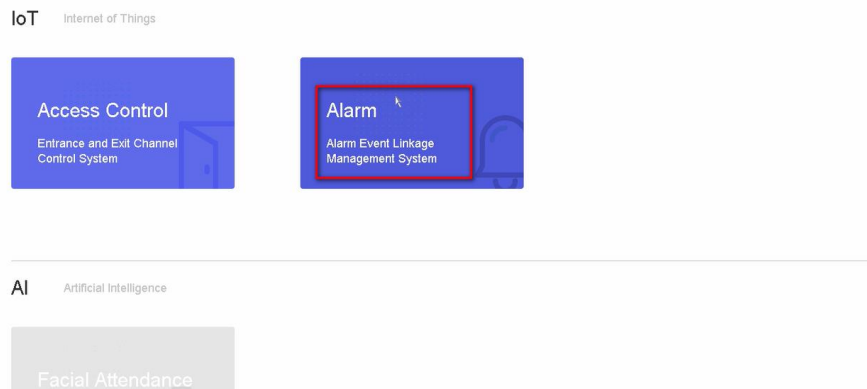 IoT Internet of Things
Access Control
Entrance and Exit Channel
Control System
Alarm
Alarm Event Linkage
Management System
AI Artificial Intelligence
Facial Attendance